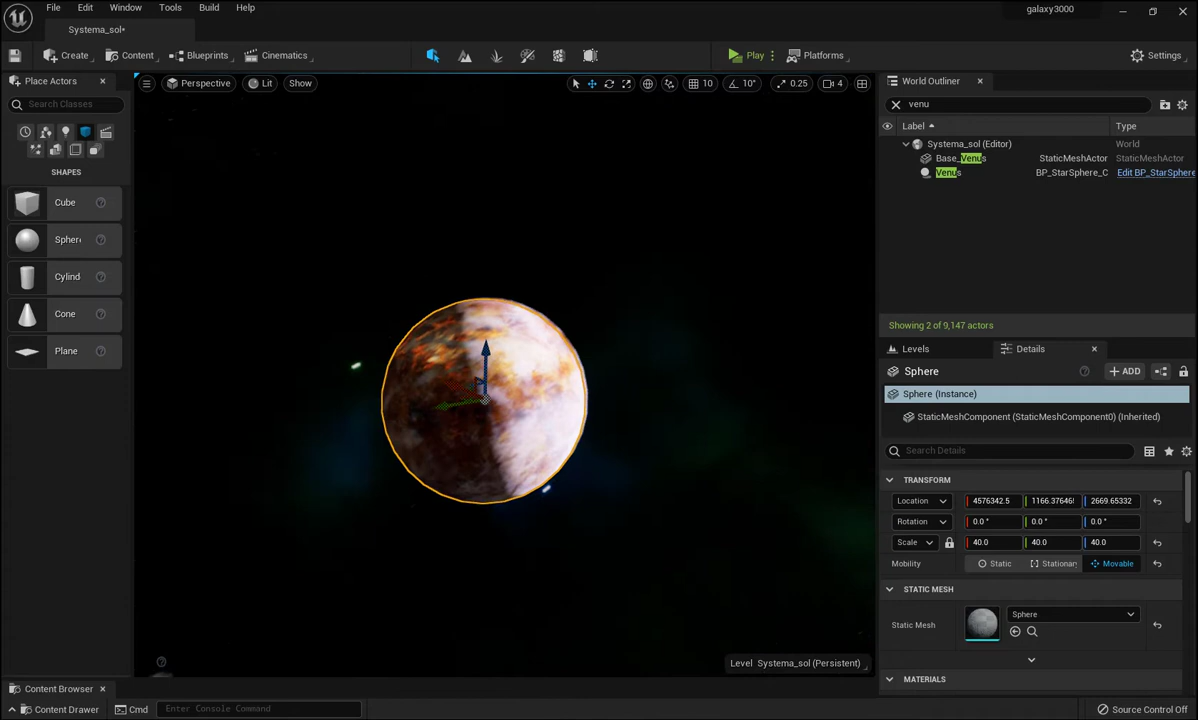 File Edit Window Tools Build Help
galaxy3000
Systema_sol•
Create Content Blueprints Cinematics Play Platforms Settings
Place Actors
Search Classes
SHAPES
Cube
Spher
Cylind
Cone
Plane
Perspective Lit Show
10 10° 0.25 4
World Outliner
venu
Label Type
Systema_sol (Editor) World
Base_Venus StaticMeshActor StaticMeshActor
Venus BP_StarSphere_C Edit BP_StarSphere
Showing 2 of 9,147 actors
Levels Details
Sphere ADD
Sphere (Instance)
StaticMeshComponent (StaticMeshComponent0) (Inherited)
Search Details
TRANSFORM
Location 4576342.5 1166.37646 2669.65332
Rotation 0.0 ° 0.0 ° 0.0 °
Scale 40.0 40.0 40.0
Mobility Static Stationar Movable
STATIC MESH
Static Mesh Sphere
MATERIALS
Level Systema_sol (Persistent)
Content Browser
Content Drawer Cmd Enter Console Command Source Control Off